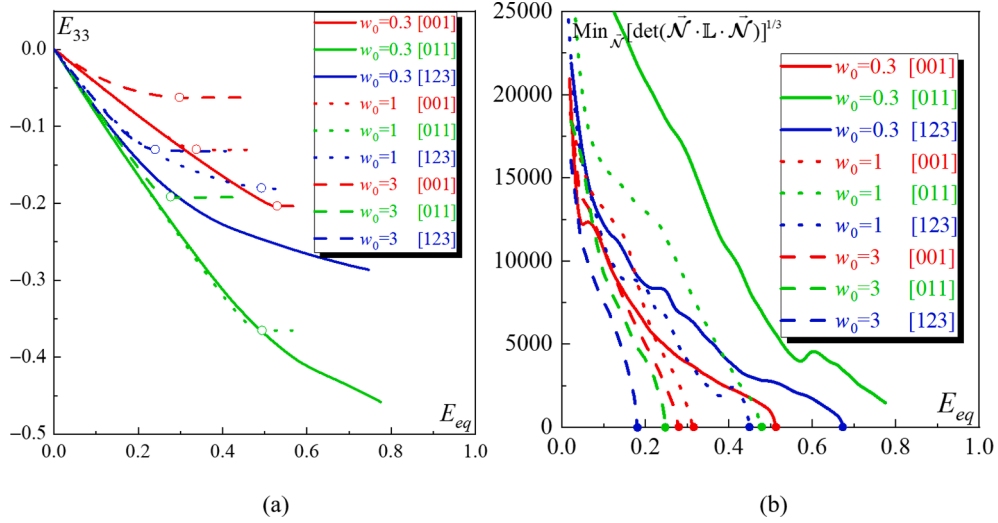 E₃₃
0.0
−0.1
−0.2
−0.3
−0.4
−0.5
0.0 0.2 0.4 0.6 0.8 1.0
E_eq
w₀=0.3 [001]
w₀=0.3 [011]
w₀=0.3 [123]
w₀=1 [001]
w₀=1 [011]
w₀=1 [123]
w₀=3 [001]
w₀=3 [011]
w₀=3 [123]
(a)
Min_𝒩⃗[det(𝒩⃗·𝕃·𝒩⃗)]^1/3
25000
20000
15000
10000
5000
0
0.0 0.2 0.4 0.6 0.8 1.0
E_eq
w₀=0.3 [001]
w₀=0.3 [011]
w₀=0.3 [123]
w₀=1 [001]
w₀=1 [011]
w₀=1 [123]
w₀=3 [001]
w₀=3 [011]
w₀=3 [123]
(b)